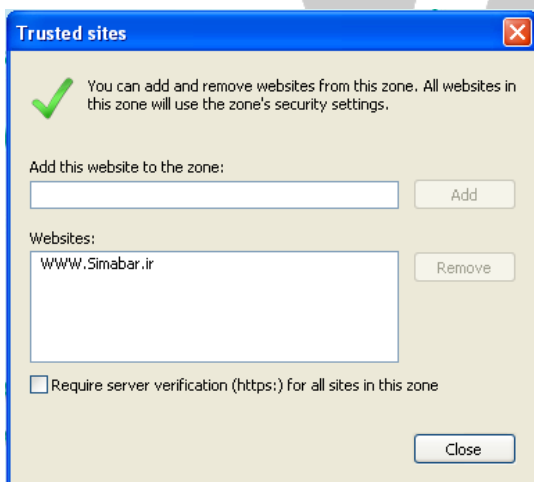 Trusted sites
You can add and remove websites from this zone. All websites in
this zone will use the zone's security settings.
Add this website to the zone:
Add
Websites:
WWW.Simabar.ir
Remove
Require server verification (https:) for all sites in this zone
Close